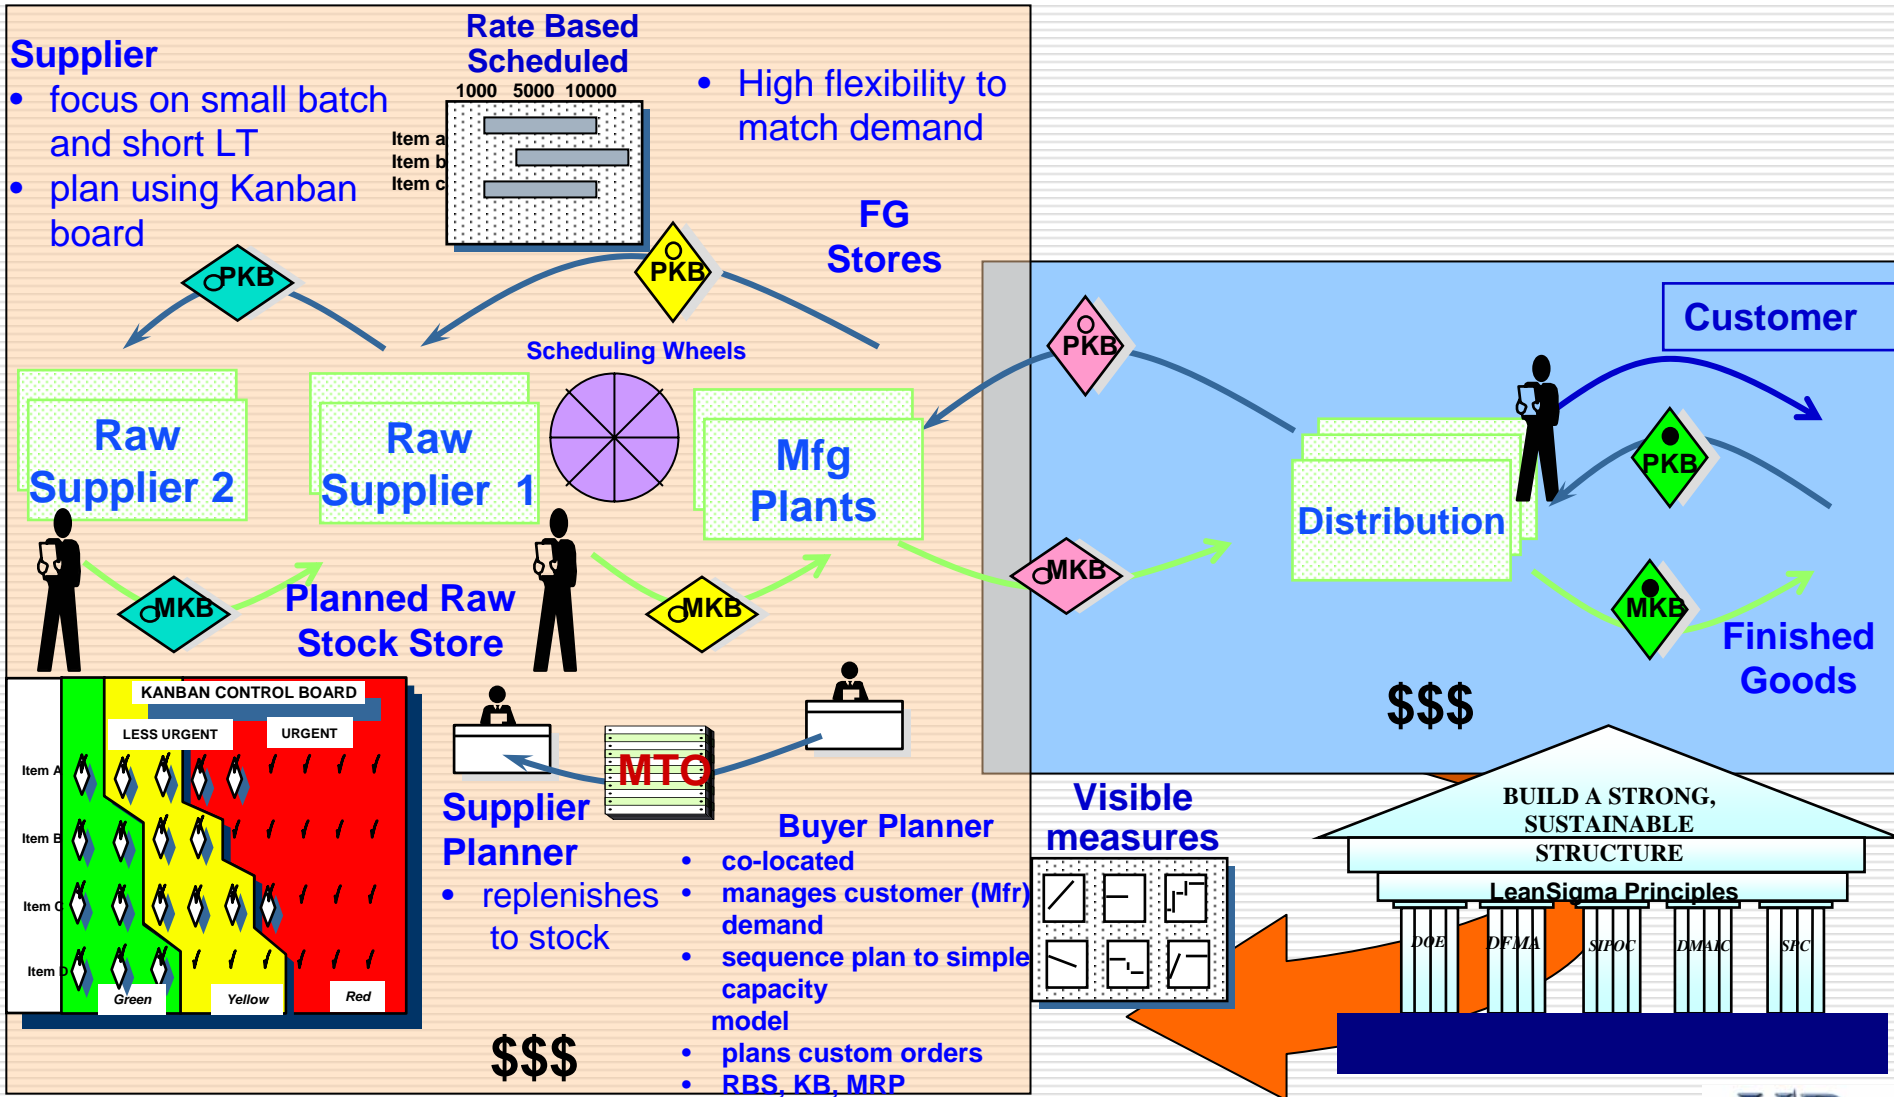 Supplier
• focus on small batch
and short LT
• plan using Kanban
board
Rate Based
Scheduled
1000 5000 10000
Item a
Item b
Item c
• High flexibility to
match demand
FG
Stores
PKB
PKB
PKB
Customer
Scheduling Wheels
Raw
Supplier 2
Raw
Supplier 1
Mfg
Plants
Distribution
PKB
MKB
MKB
MKB
MKB
Planned Raw
Stock Store
Finished
Goods
$$$
KANBAN CONTROL BOARD
LESS URGENT
URGENT
Item A
Item B
Item C
Item D
Green
Yellow
Red
MTO
Supplier
Planner
• replenishes
to stock
Buyer Planner
• co-located
• manages customer (Mfr)
demand
• sequence plan to simple
capacity
model
• plans custom orders
• RBS, KB, MRP
$$$
Visible
measures
BUILD A STRONG,
SUSTAINABLE
STRUCTURE
LeanSigma Principles
DOE
DFMA
SIPOC
DMAIC
SPC